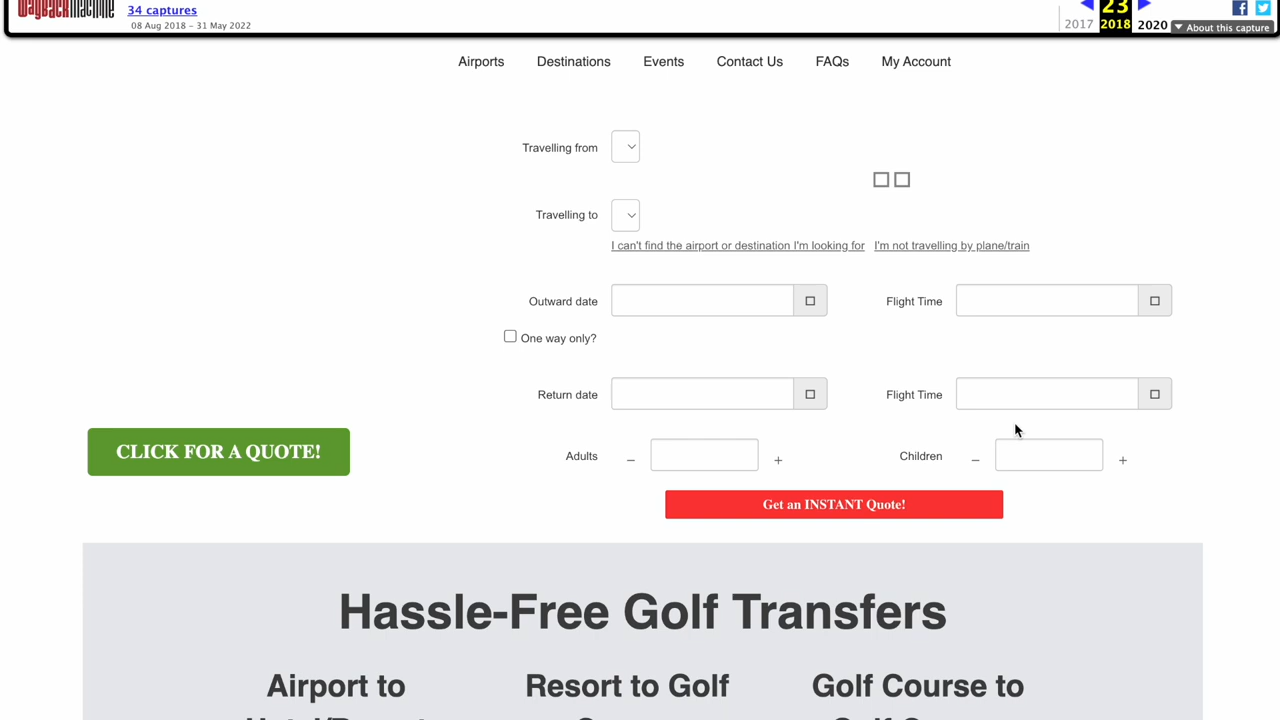 WayBackMachine
34 captures
08 Aug 2018 – 31 May 2022
23
2017 2018 2020
About this capture
Airports Destinations Events Contact Us FAQs My Account
Travelling from
Travelling to
I can't find the airport or destination I'm looking for I'm not travelling by plane/train
Outward date Flight Time
One way only?
Return date Flight Time
CLICK FOR A QUOTE!
Adults – + Children – +
Get an INSTANT Quote!
Hassle-Free Golf Transfers
Airport to Resort to Golf Golf Course to